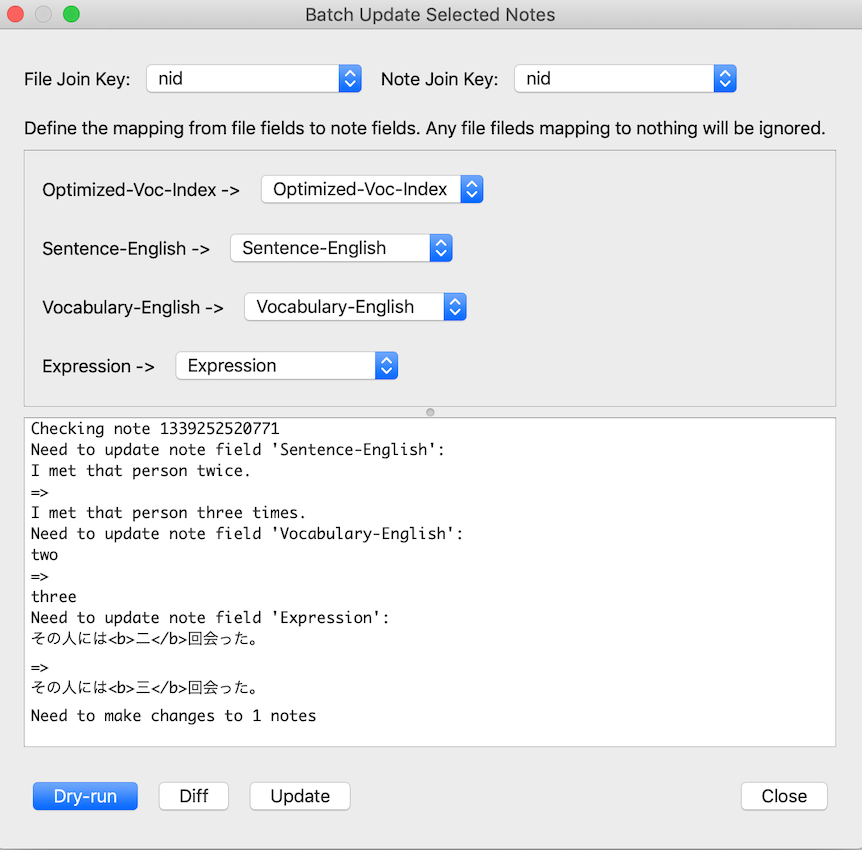 Batch Update Selected Notes
File Join Key: nid Note Join Key: nid
Define the mapping from file fields to note fields. Any file fileds mapping to nothing will be ignored.
Optimized-Voc-Index -> Optimized-Voc-Index
Sentence-English -> Sentence-English
Vocabulary-English -> Vocabulary-English
Expression -> Expression
Checking note 1339252520771
Need to update note field 'Sentence-English':
I met that person twice.
=>
I met that person three times.
Need to update note field 'Vocabulary-English':
two
=>
three
Need to update note field 'Expression':
その人には<b>二</b>回会った。
=>
その人には<b>三</b>回会った。
Need to make changes to 1 notes
Dry-run Diff Update Close